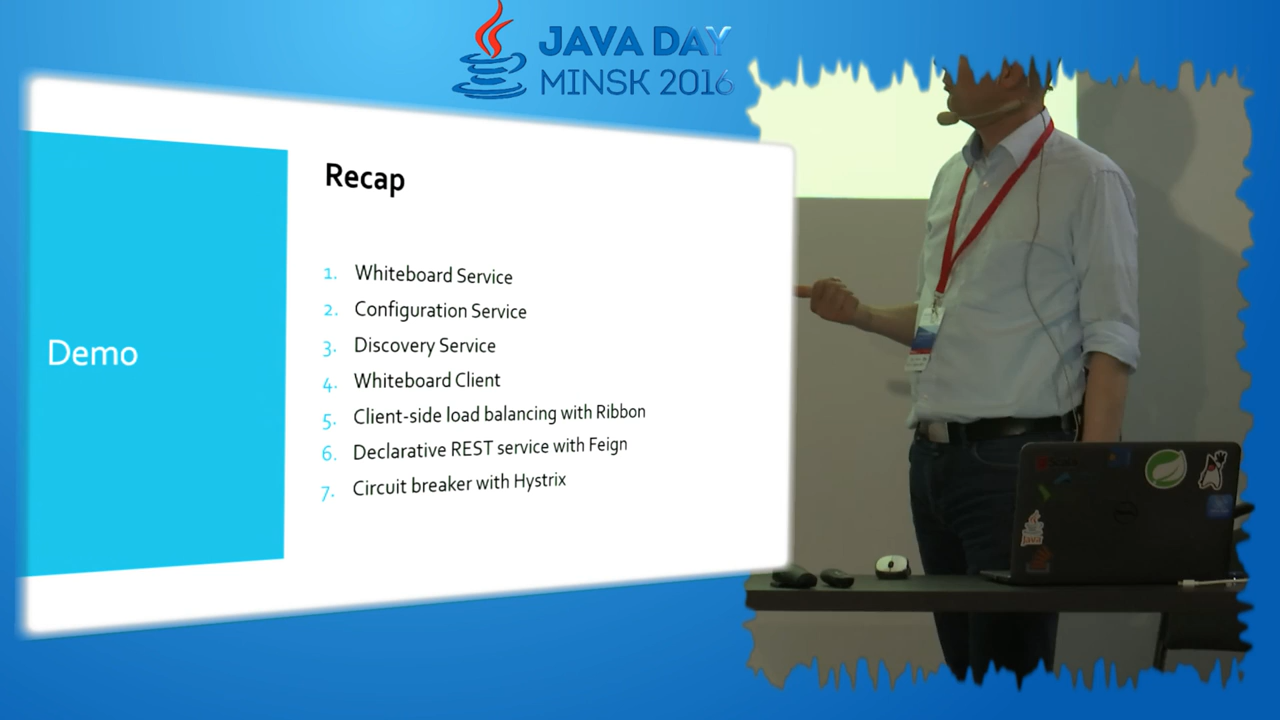 JAVA DAY
MINSK 2016
Recap
Demo
1. Whiteboard Service
2. Configuration Service
3. Discovery Service
4. Whiteboard Client
5. Client-side load balancing with Ribbon
6. Declarative REST service with Feign
7. Circuit breaker with Hystrix
Java